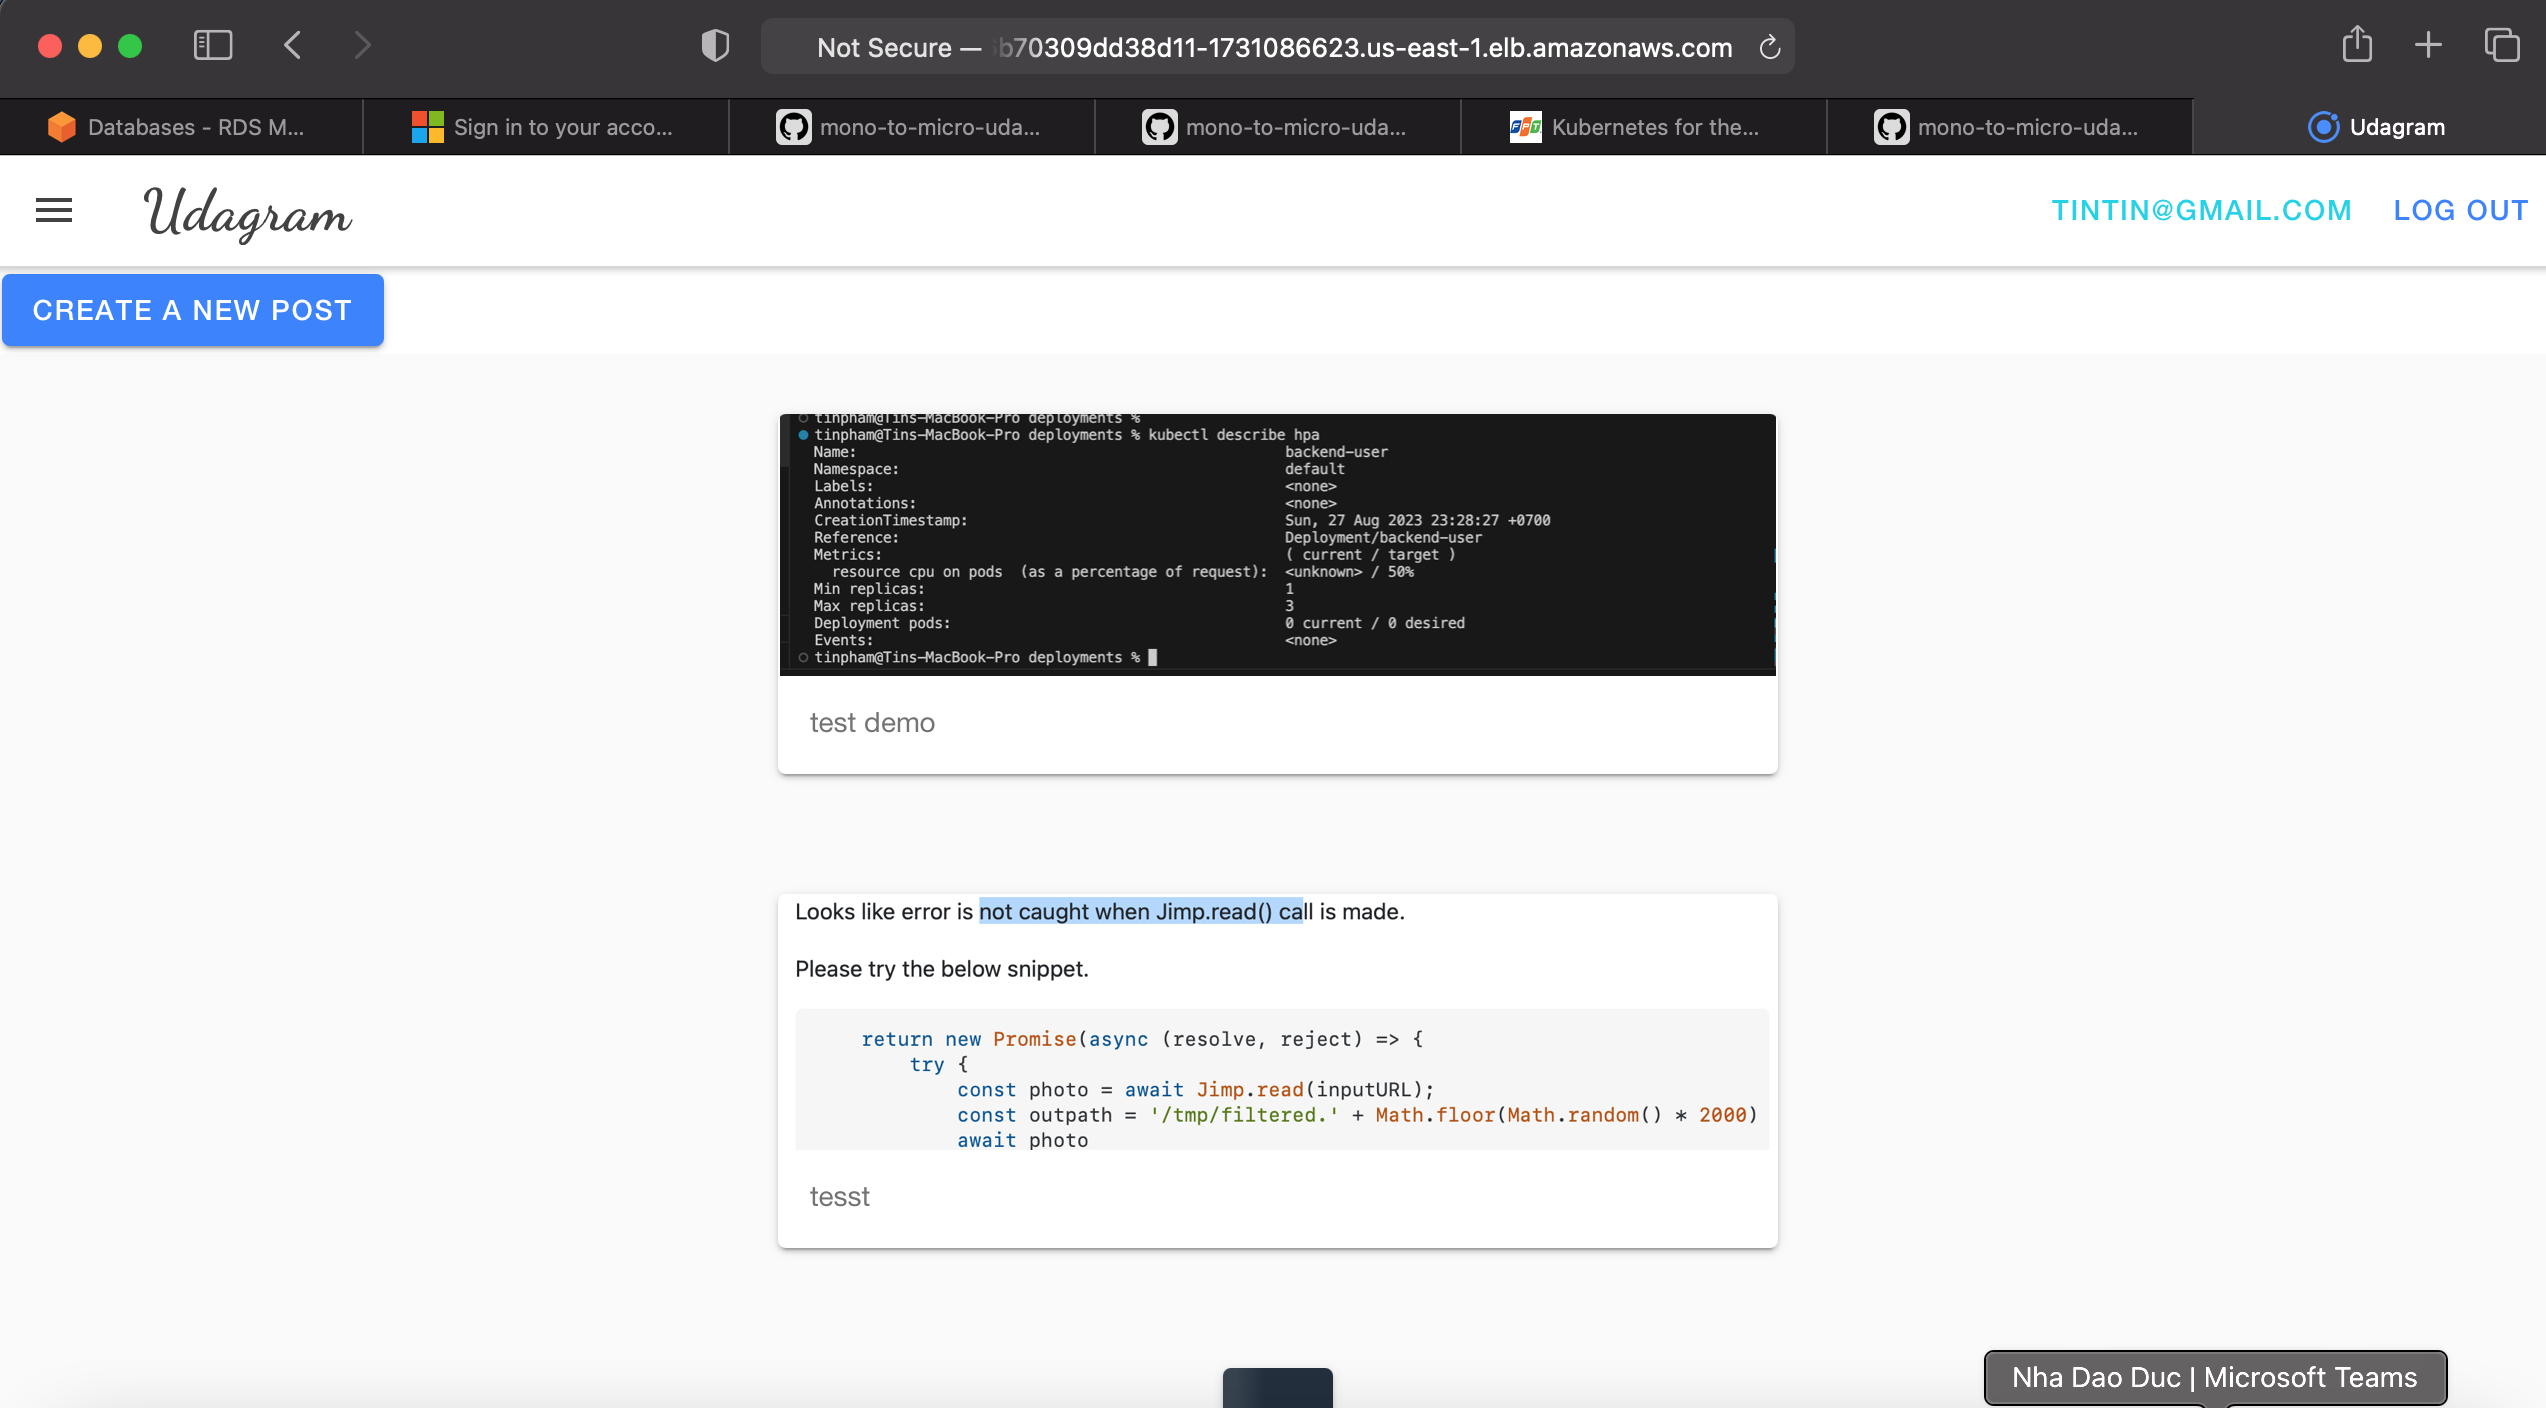 Not Secure — b70309dd38d11-1731086623.us-east-1.elb.amazonaws.com
Databases - RDS M...
Sign in to your acco...
mono-to-micro-uda...
mono-to-micro-uda...
FPT
Kubernetes for the...
mono-to-micro-uda...
Udagram
Udagram
TINTIN@GMAIL.COM
LOG OUT
CREATE A NEW POST
tinpham@Tins-MacBook-Pro deployments %
tinpham@Tins-MacBook-Pro deployments % kubectl describe hpa
Name: backend-user
Namespace: default
Labels: <none>
Annotations: <none>
CreationTimestamp: Sun, 27 Aug 2023 23:28:27 +0700
Reference: Deployment/backend-user
Metrics: ( current / target )
resource cpu on pods (as a percentage of request): <unknown> / 50%
Min replicas: 1
Max replicas: 3
Deployment pods: 0 current / 0 desired
Events: <none>
tinpham@Tins-MacBook-Pro deployments %
test demo
Looks like error is not caught when Jimp.read() call is made.
Please try the below snippet.
return new Promise(async (resolve, reject) => {
try {
const photo = await Jimp.read(inputURL);
const outpath = '/tmp/filtered.' + Math.floor(Math.random() * 2000)
await photo
tesst
Nha Dao Duc | Microsoft Teams